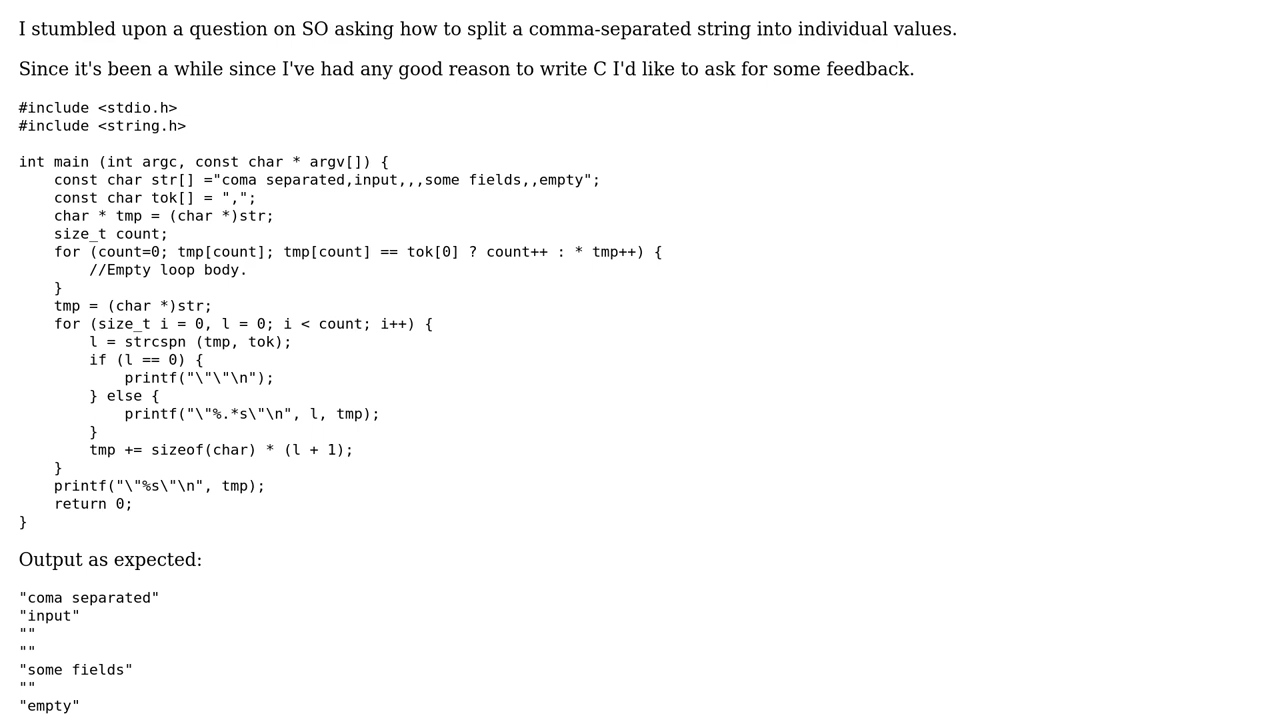 I stumbled upon a question on SO asking how to split a comma-separated string into individual values.
Since it's been a while since I've had any good reason to write C I'd like to ask for some feedback.
#include <stdio.h>
#include <string.h>
int main (int argc, const char * argv[]) {
    const char str[] ="coma separated,input,,,some fields,,empty";
    const char tok[] = ",";
    char * tmp = (char *)str;
    size_t count;
    for (count=0; tmp[count]; tmp[count] == tok[0] ? count++ : * tmp++) {
        //Empty loop body.
    }
    tmp = (char *)str;
    for (size_t i = 0, l = 0; i < count; i++) {
        l = strcspn (tmp, tok);
        if (l == 0) {
            printf("\"\"\n");
        } else {
            printf("\"%.*s\"\n", l, tmp);
        }
        tmp += sizeof(char) * (l + 1);
    }
    printf("\"%s\"\n", tmp);
    return 0;
}
Output as expected:
"coma separated"
"input"
""
""
"some fields"
""
"empty"